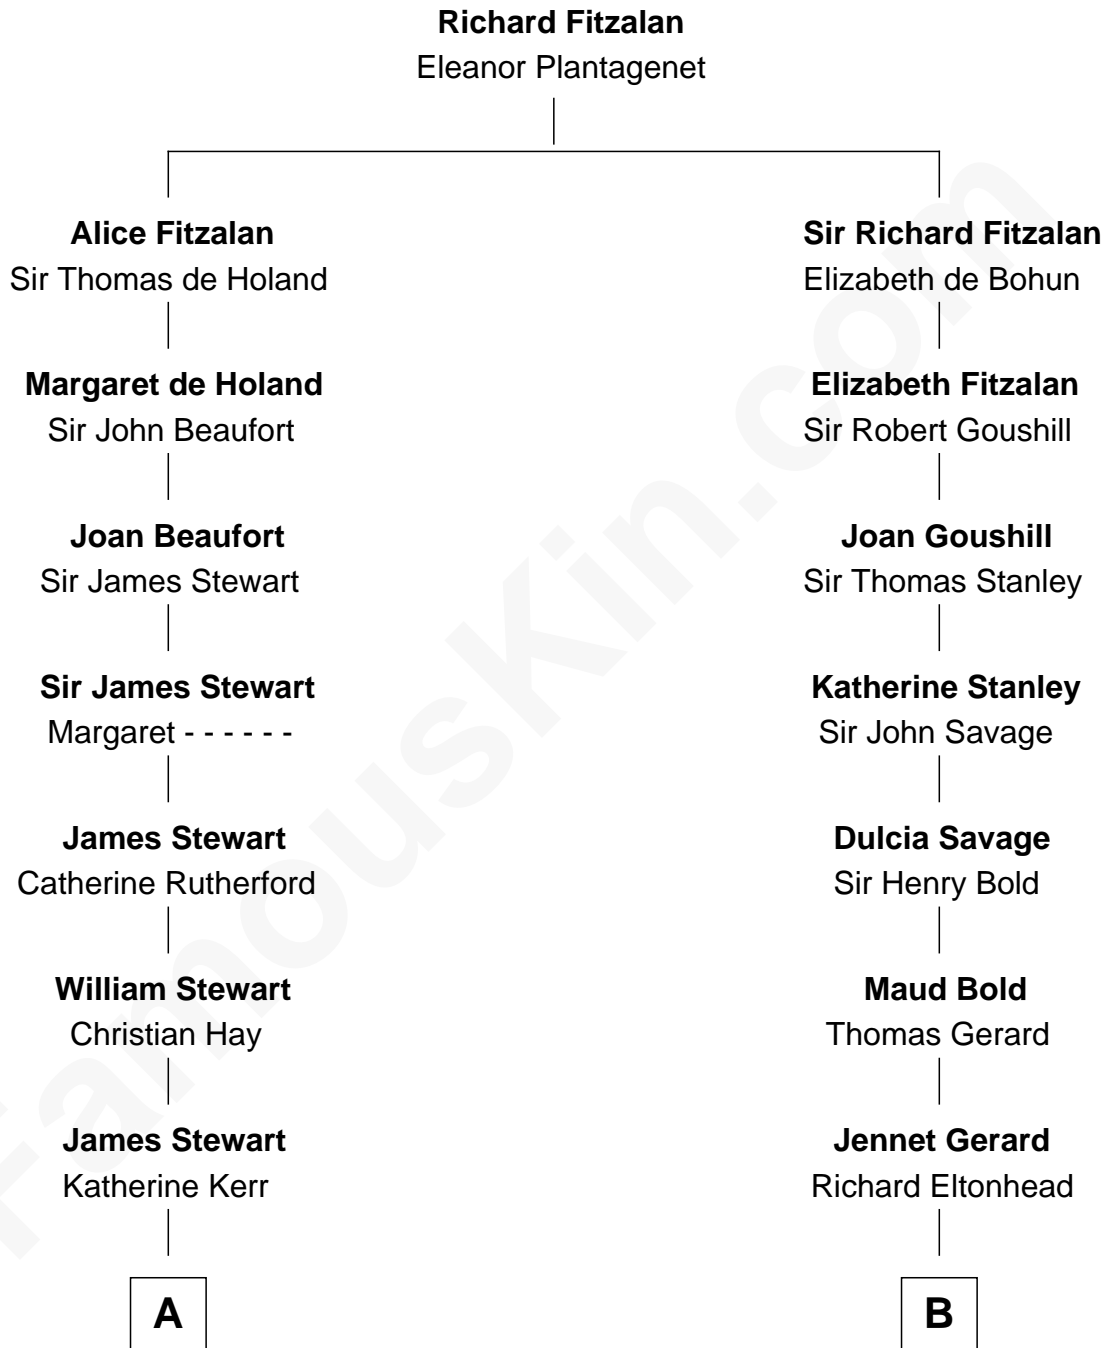 Richard Fitzalan
Eleanor Plantagenet
Alice Fitzalan
Sir Thomas de Holand
Sir Richard Fitzalan
Elizabeth de Bohun
Margaret de Holand
Sir John Beaufort
Elizabeth Fitzalan
Sir Robert Goushill
Joan Beaufort
Sir James Stewart
Joan Goushill
Sir Thomas Stanley
Sir James Stewart
Margaret - - - - - -
Katherine Stanley
Sir John Savage
James Stewart
Catherine Rutherford
Dulcia Savage
Sir Henry Bold
William Stewart
Christian Hay
Maud Bold
Thomas Gerard
James Stewart
Katherine Kerr
Jennet Gerard
Richard Eltonhead
A
B
FamousKin.com